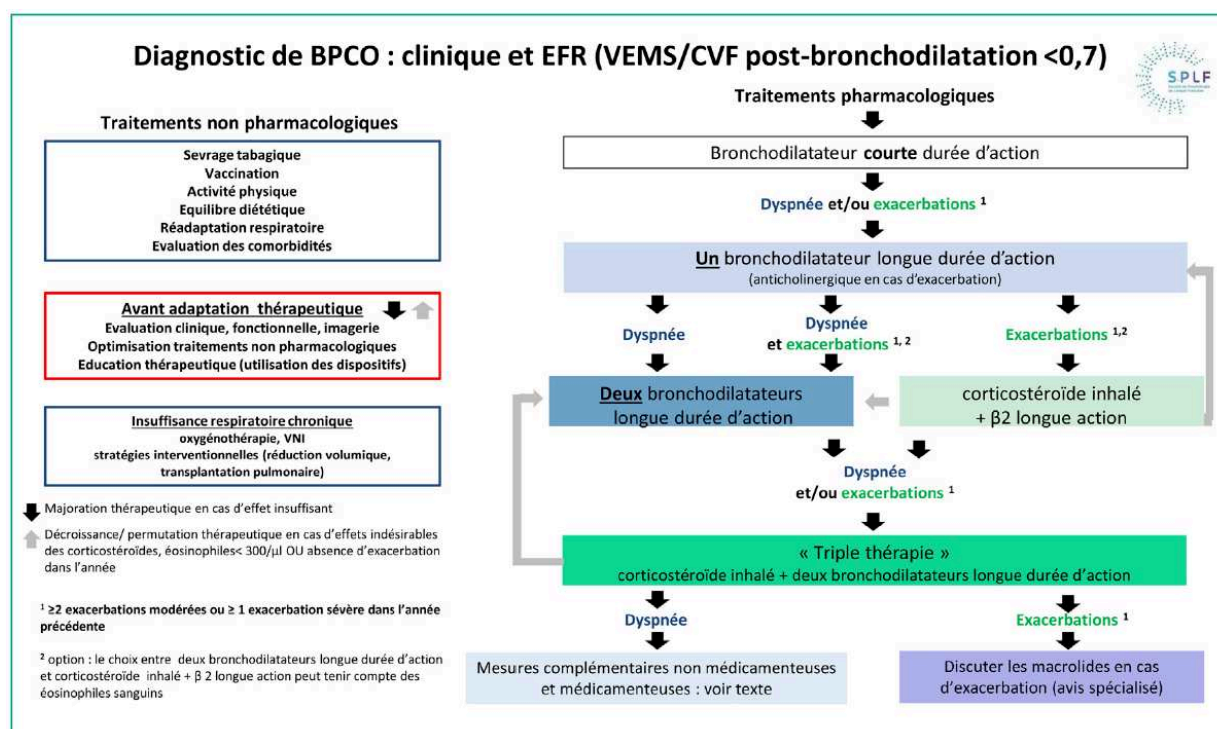 Diagnostic de BPCO : clinique et EFR (VEMS/CVF post-bronchodilatation <0,7)
SPLF
Traitements non pharmacologiques
Sevrage tabagique
Vaccination
Activité physique
Equilibre diététique
Réadaptation respiratoire
Evaluation des comorbidités
Avant adaptation thérapeutique
Evaluation clinique, fonctionnelle, imagerie
Optimisation traitements non pharmacologiques
Education thérapeutique (utilisation des dispositifs)
Insuffisance respiratoire chronique
oxygénothérapie, VNI
stratégies interventionnelles (réduction volumique,
transplantation pulmonaire)
Majoration thérapeutique en cas d'effet insuffisant
Décroissance/ permutation thérapeutique en cas d'effets indésirables
des corticostéroïdes, éosinophiles< 300/µl OU absence d'exacerbation
dans l'année
¹ ≥2 exacerbations modérées ou ≥ 1 exacerbation sévère dans l'année
précédente
² option : le choix entre deux bronchodilatateurs longue durée d'action
et corticostéroïde inhalé + β 2 longue action peut tenir compte des
éosinophiles sanguins
Traitements pharmacologiques
Bronchodilatateur courte durée d'action
Dyspnée et/ou exacerbations ¹
Un bronchodilatateur longue durée d'action
(anticholinergique en cas d'exacerbation)
Dyspnée
Dyspnée
et exacerbations ¹, ²
Exacerbations ¹,²
Deux bronchodilatateurs
longue durée d'action
corticostéroïde inhalé
+ β2 longue action
Dyspnée
et/ou exacerbations ¹
« Triple thérapie »
corticostéroïde inhalé + deux bronchodilatateurs longue durée d'action
Dyspnée
Exacerbations ¹
Mesures complémentaires non médicamenteuses
et médicamenteuses : voir texte
Discuter les macrolides en cas
d'exacerbation (avis spécialisé)